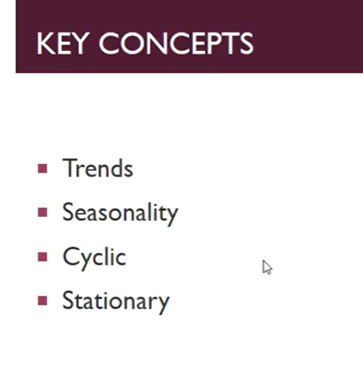 KEY CONCEPTS
Trends
Seasonality
Cyclic
Stationary